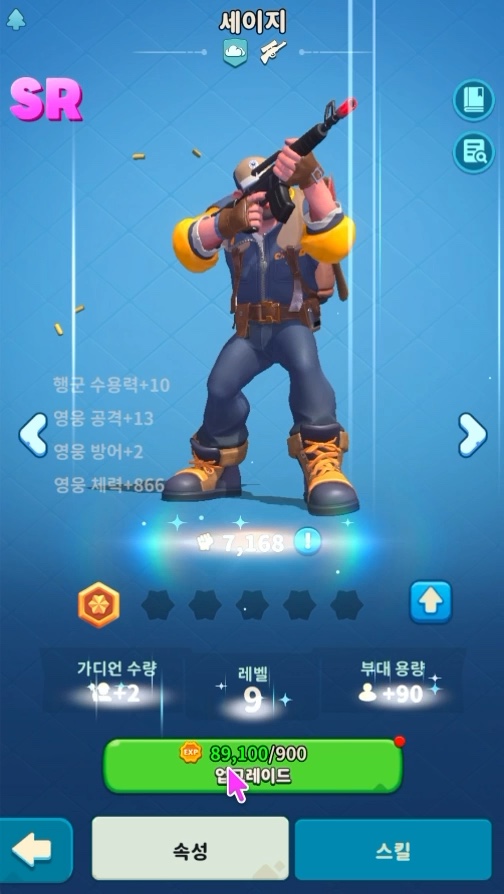 세이지
SR
행군 수용력+10
영웅 공격+13
영웅 방어+2
영웅 체력+866
7,168
가디언 수량
+2
레벨
9
부대 용량
+90
EXP 89,100/900
업그레이드
속성
스킬